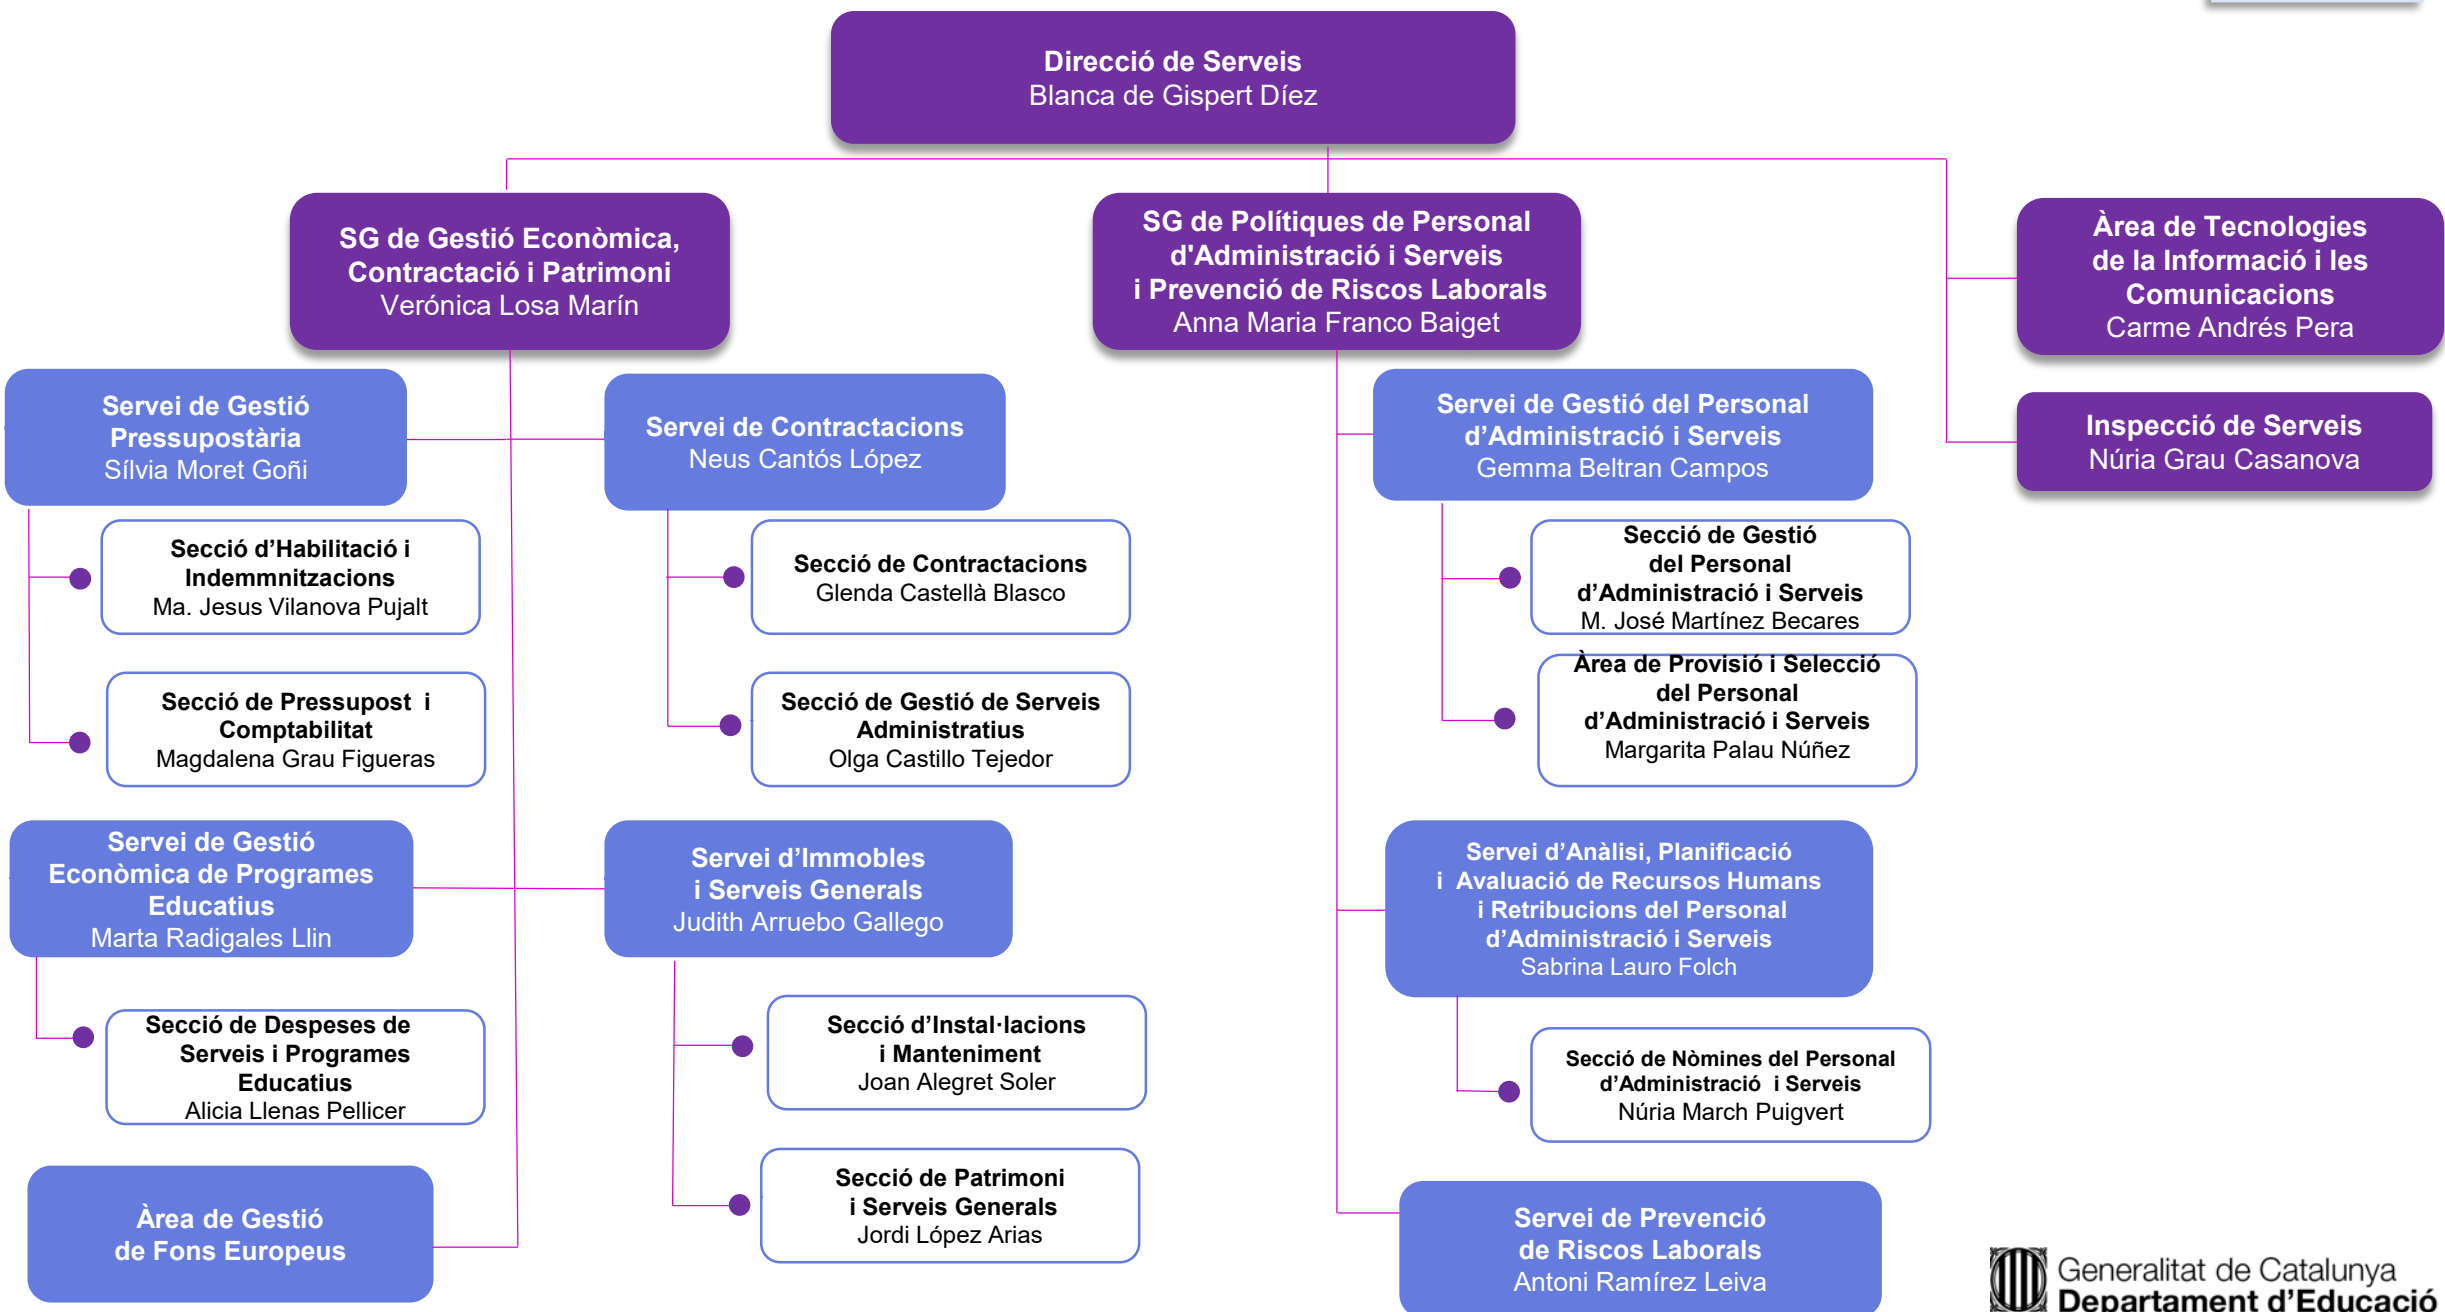 Direcció de Serveis
Blanca de Gispert Díez
SG de Gestió Econòmica,
Contractació i Patrimoni
Verónica Losa Marín
SG de Polítiques de Personal
d'Administració i Serveis
i Prevenció de Riscos Laborals
Anna Maria Franco Baiget
Àrea de Tecnologies
de la Informació i les
Comunicacions
Carme Andrés Pera
Inspecció de Serveis
Núria Grau Casanova
Servei de Gestió
Pressupostària
Sílvia Moret Goñi
Secció d’Habilitació i
Indemmnitzacions
Ma. Jesus Vilanova Pujalt
Secció de Pressupost i
Comptabilitat
Magdalena Grau Figueras
Servei de Contractacions
Neus Cantós López
Secció de Contractacions
Glenda Castellà Blasco
Secció de Gestió de Serveis
Administratius
Olga Castillo Tejedor
Servei de Gestió
Econòmica de Programes
Educatius
Marta Radigales Llin
Secció de Despeses de
Serveis i Programes
Educatius
Alicia Llenas Pellicer
Servei d’Immobles
i Serveis Generals
Judith Arruebo Gallego
Secció d’Instal·lacions
i Manteniment
Joan Alegret Soler
Secció de Patrimoni
i Serveis Generals
Jordi López Arias
Àrea de Gestió
de Fons Europeus
Servei de Gestió del Personal
d’Administració i Serveis
Gemma Beltran Campos
Secció de Gestió
del Personal
d’Administració i Serveis
M. José Martínez Becares
Àrea de Provisió i Selecció
del Personal
d’Administració i Serveis
Margarita Palau Núñez
Servei d’Anàlisi, Planificació
i Avaluació de Recursos Humans
i Retribucions del Personal
d’Administració i Serveis
Sabrina Lauro Folch
Secció de Nòmines del Personal
d’Administració i Serveis
Núria March Puigvert
Servei de Prevenció
de Riscos Laborals
Antoni Ramírez Leiva
Generalitat de Catalunya
Departament d’Educació